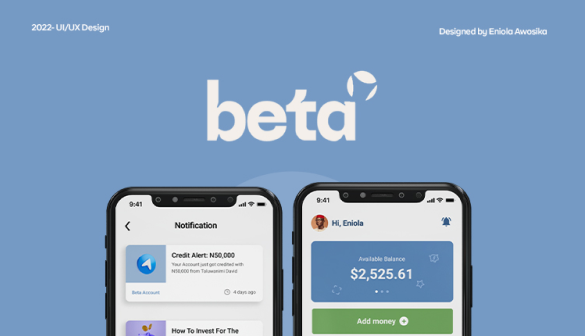 2022- UI/UX Design
Designed by Eniola Awosika
beta
9:41
Notification
Credit Alert: N50,000
Your Account just got credited with
N50,000 from Taluwanimi David
Beta Account
4 days ago
How To Invest For The
9:41
Hi, Eniola
Available Balance
$2,525.61
Add money